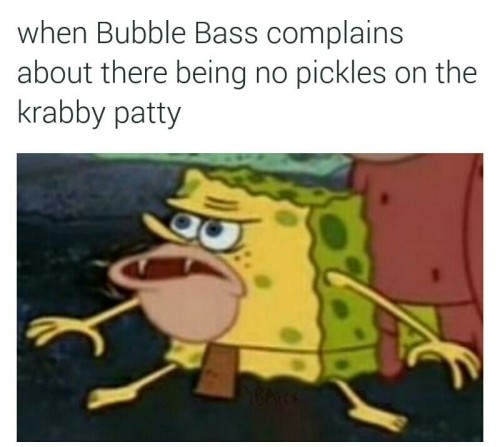 when Bubble Bass complains
about there being no pickles on the
krabby patty